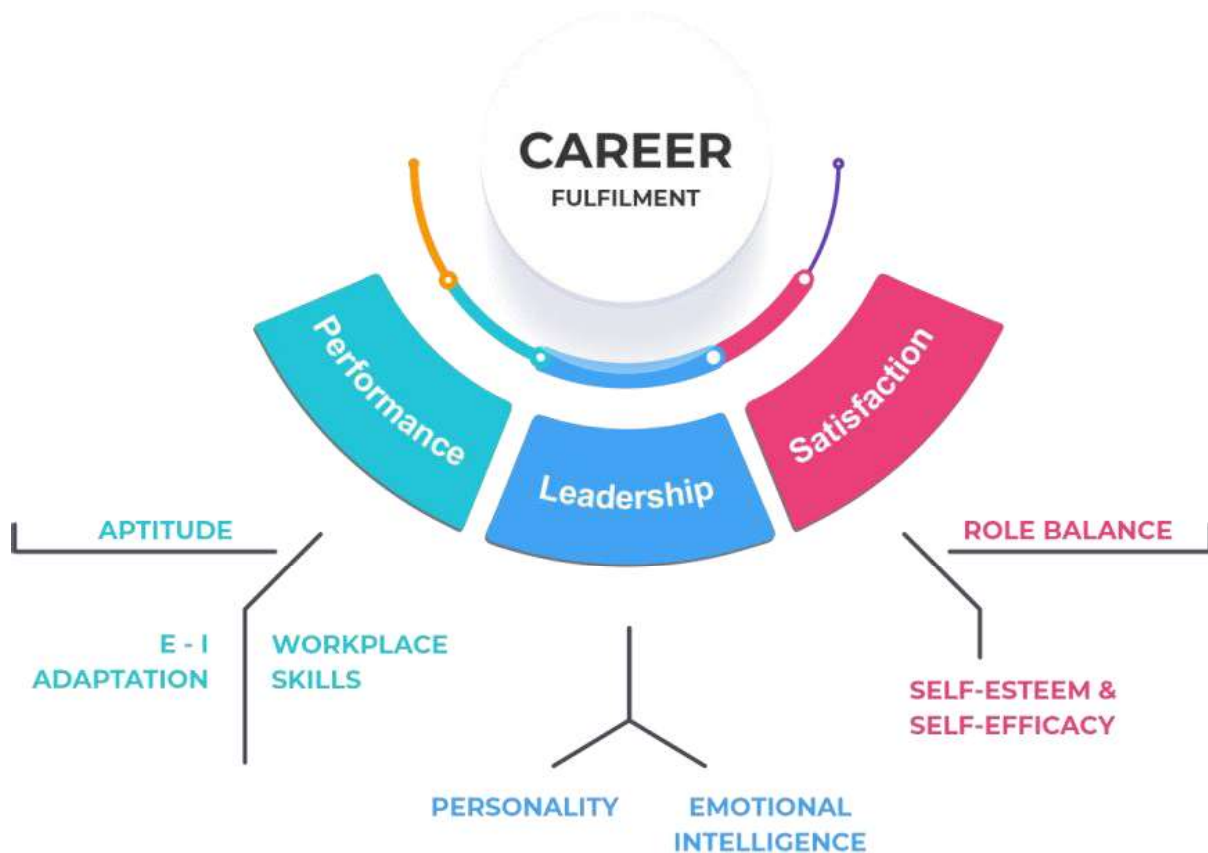 CAREER
FULFILMENT
Performance
Leadership
Satisfaction
APTITUDE
E - I
ADAPTATION
WORKPLACE
SKILLS
PERSONALITY
EMOTIONAL
INTELLIGENCE
ROLE BALANCE
SELF-ESTEEM &
SELF-EFFICACY